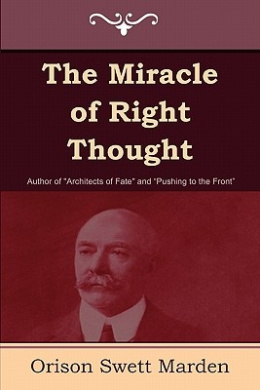 The Miracle
of Right
Thought
Author of "Architects of Fate" and "Pushing to the Front"
Orison Swett Marden